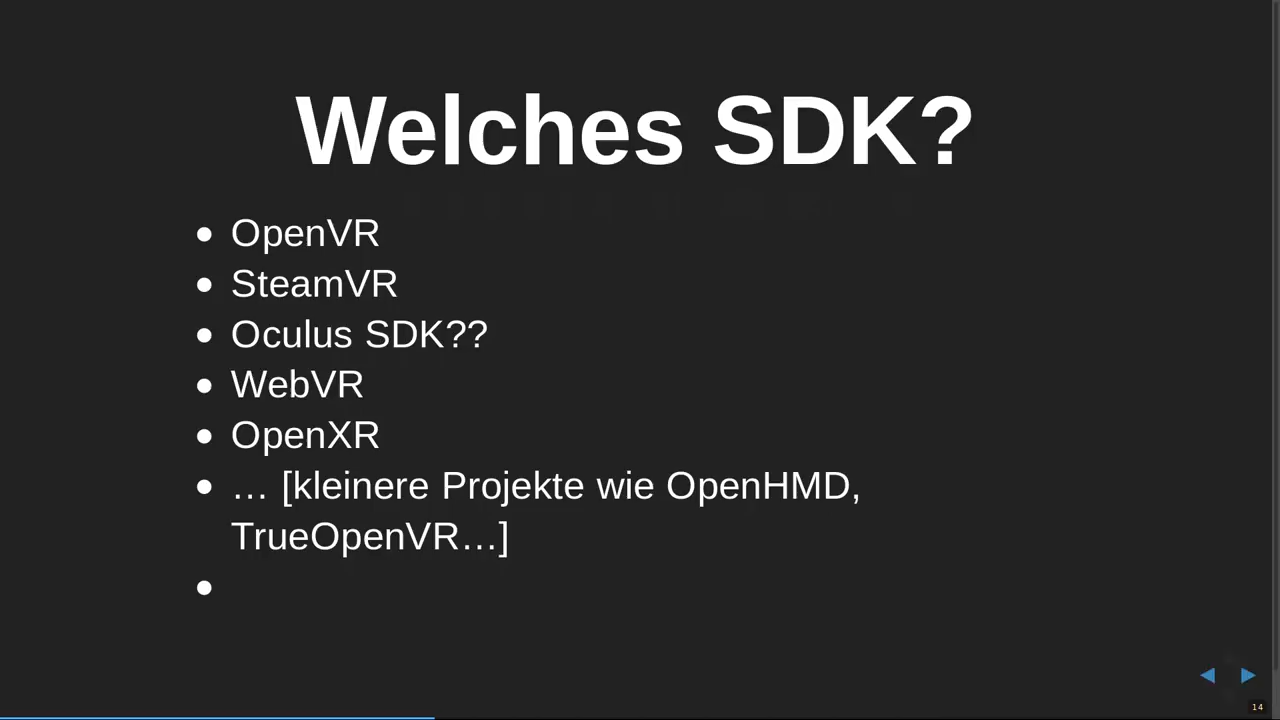 Welches SDK?
• OpenVR
• SteamVR
• Oculus SDK??
• WebVR
• OpenXR
• … [kleinere Projekte wie OpenHMD,
TrueOpenVR…]
•
14